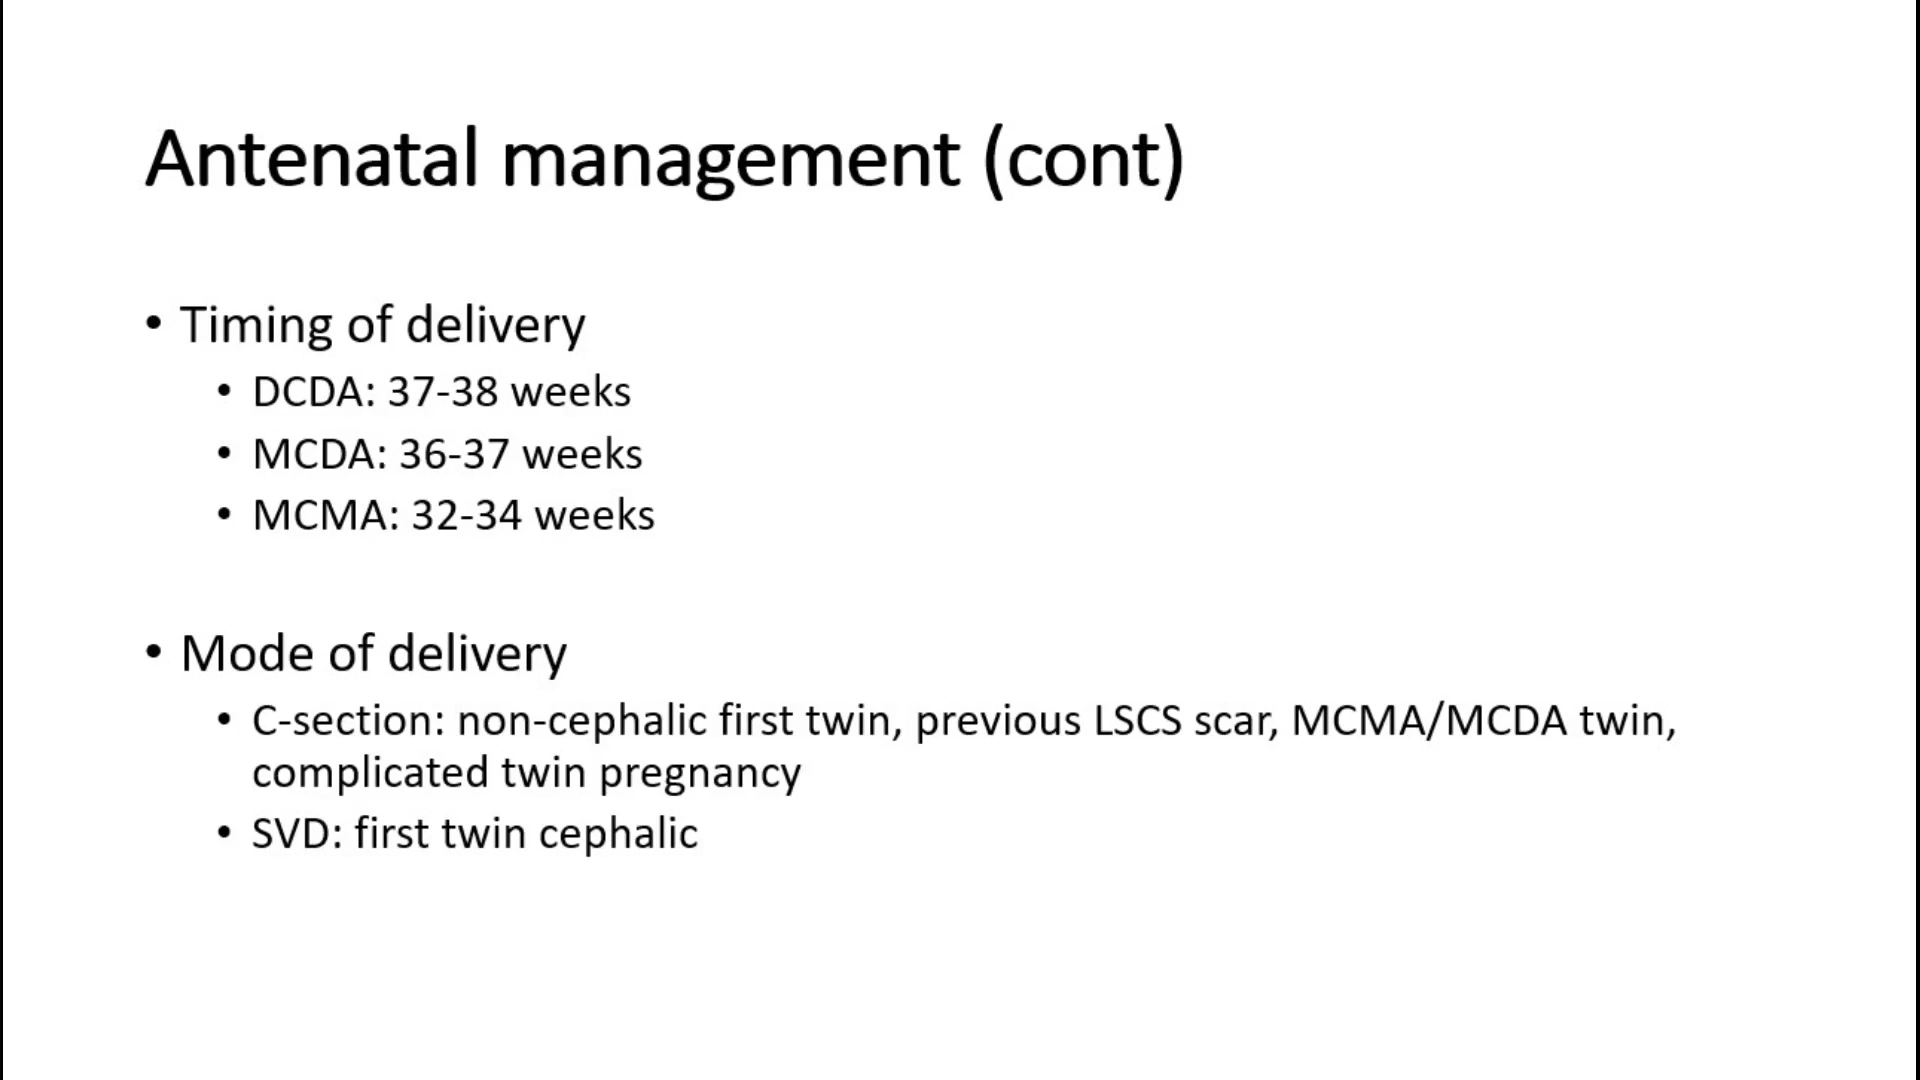 Antenatal management (cont)
• Timing of delivery
• DCDA: 37-38 weeks
• MCDA: 36-37 weeks
• MCMA: 32-34 weeks
• Mode of delivery
• C-section: non-cephalic first twin, previous LSCS scar, MCMA/MCDA twin,
complicated twin pregnancy
• SVD: first twin cephalic